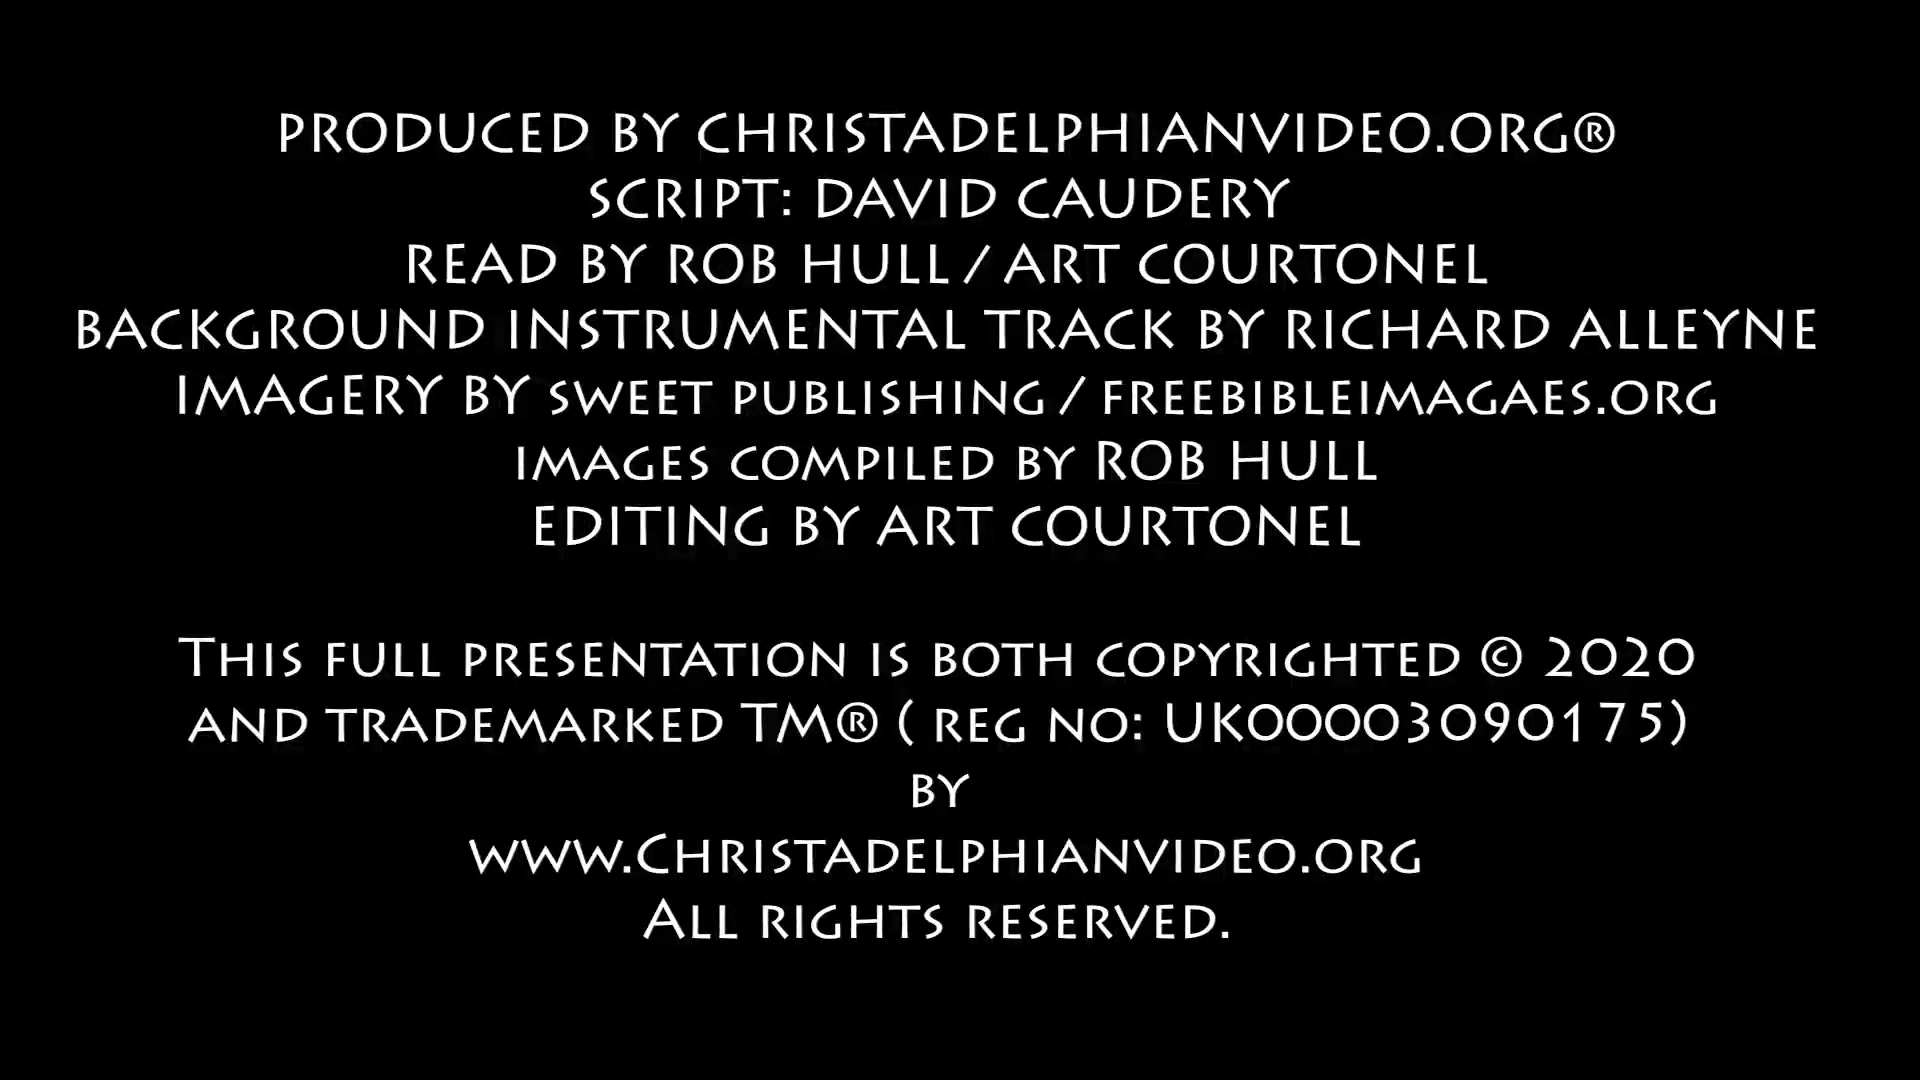 PRODUCED BY CHRISTADELPHIANVIDEO.ORG®
SCRIPT: DAVID CAUDERY
READ BY ROB HULL / ART COURTONEL
BACKGROUND INSTRUMENTAL TRACK BY RICHARD ALLEYNE
IMAGERY BY SWEET PUBLISHING / FREEBIBLEIMAGAES.ORG
IMAGES COMPILED BY ROB HULL
EDITING BY ART COURTONEL
THIS FULL PRESENTATION IS BOTH COPYRIGHTED © 2020
AND TRADEMARKED TM® ( REG NO: UK00003090175)
BY
WWW.CHRISTADELPHIANVIDEO.ORG
ALL RIGHTS RESERVED.